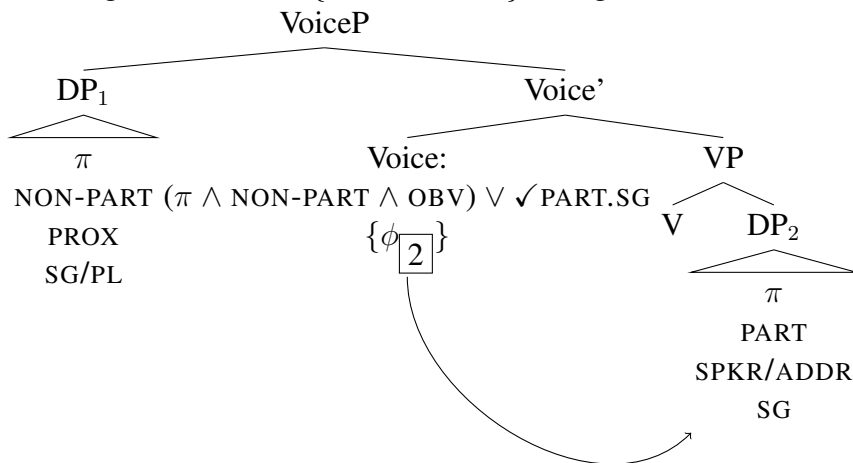 VoiceP
DP₁ Voice'
π Voice: VP
NON-PART (π ∧ NON-PART ∧ OBV) ∨ ✓PART.SG V DP₂
PROX {ϕ 2 }
SG/PL π
PART
SPKR/ADDR
SG